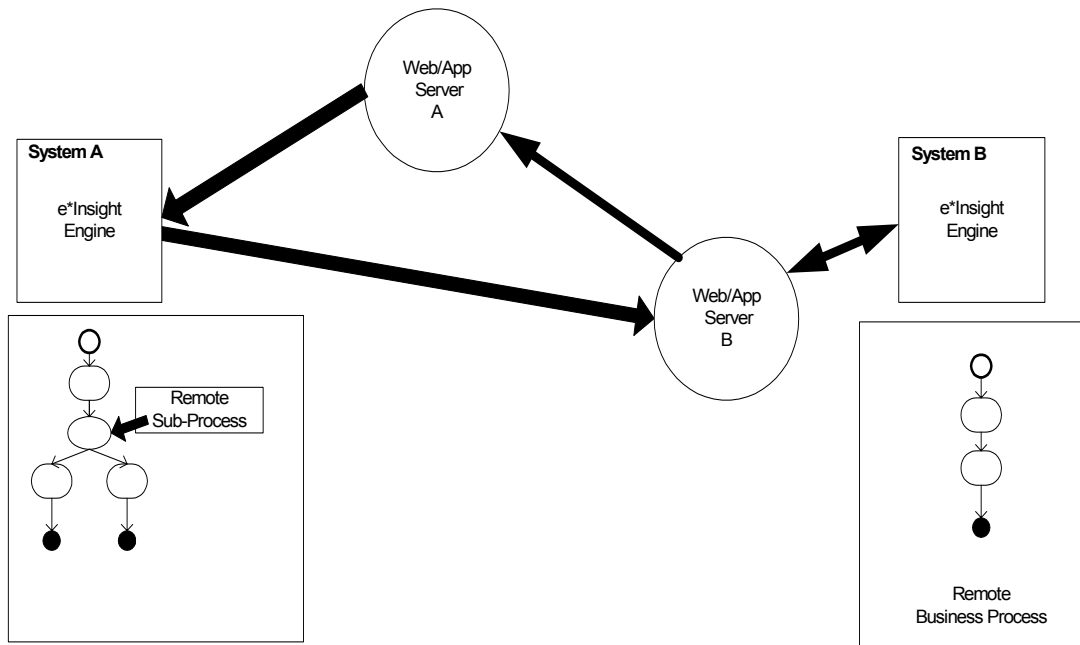 Web/App
Server
A
System A
e*Insight
Engine
System B
e*Insight
Engine
Web/App
Server
B
Remote
Sub-Process
Remote
Business Process